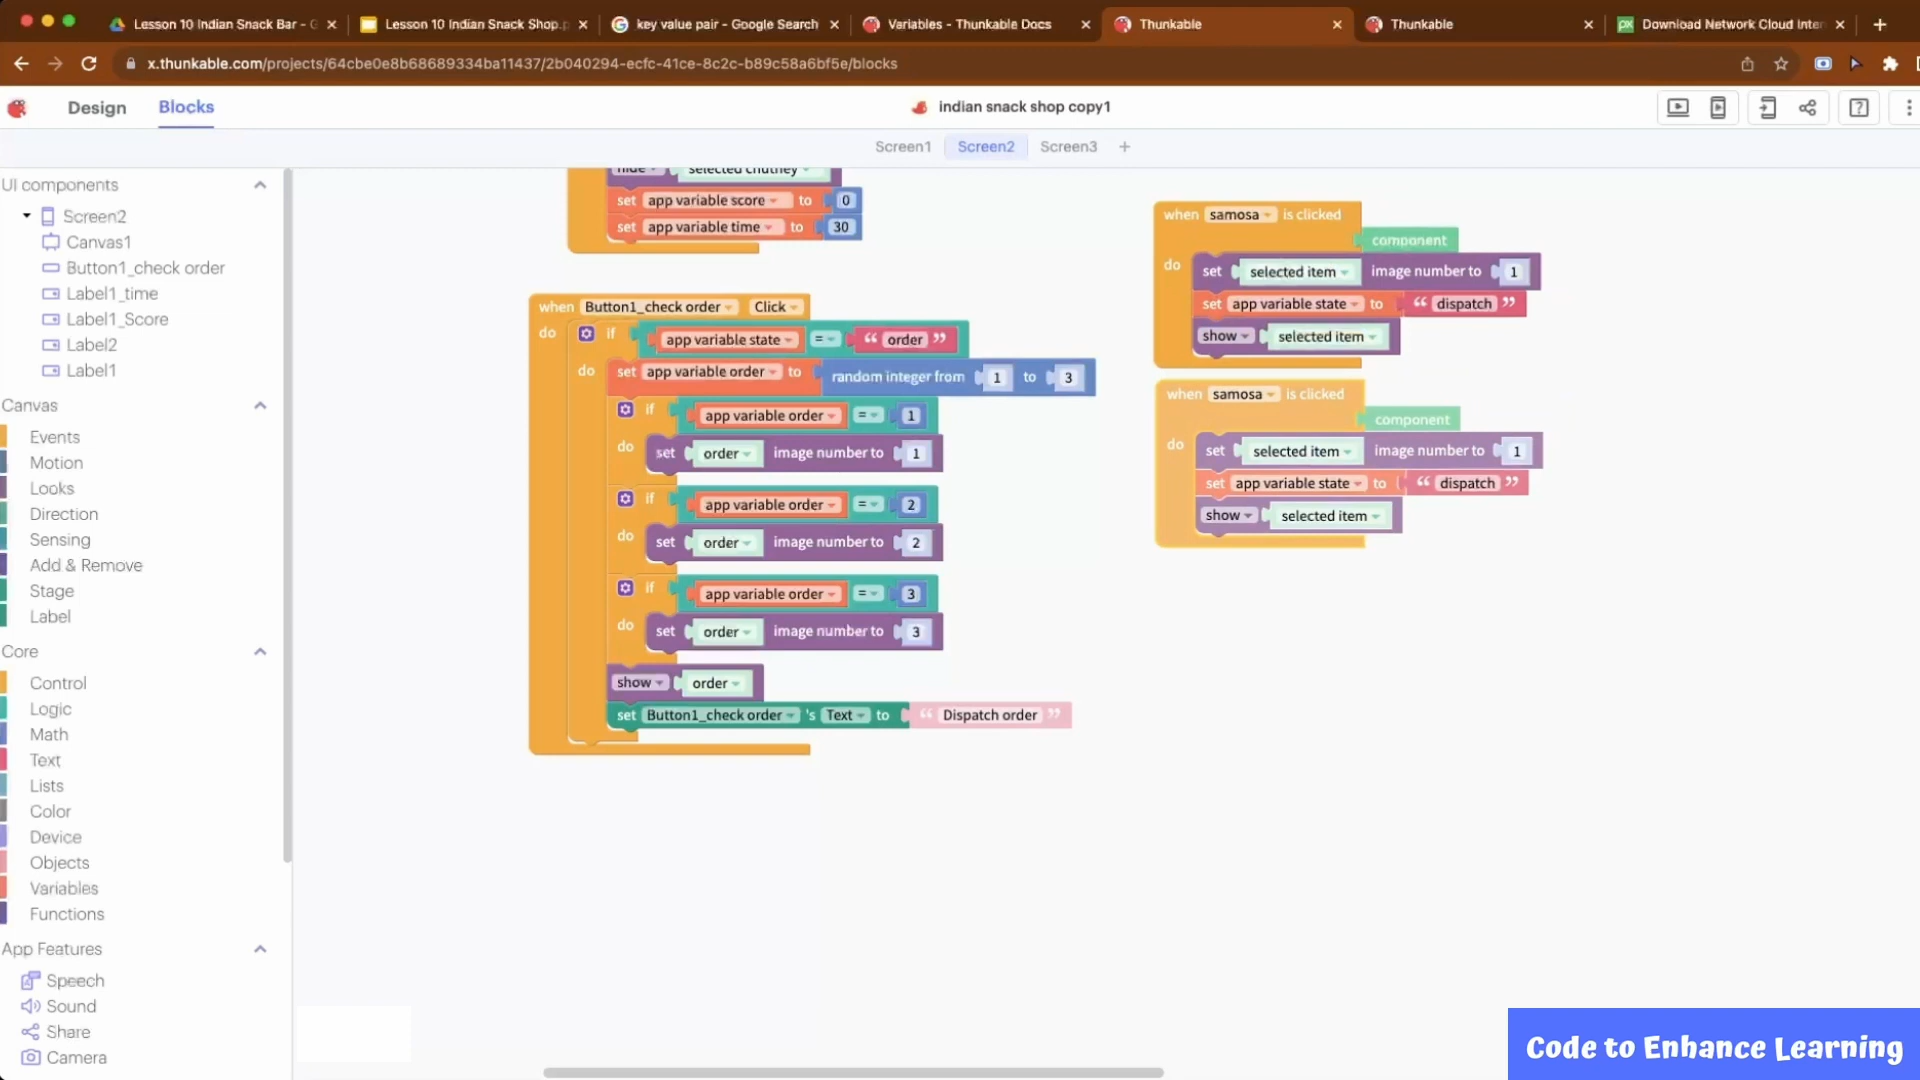 Lesson 10 Indian Snack Bar - G
Lesson 10 Indian Snack Shop.p
key value pair - Google Search
Variables - Thunkable Docs
Thunkable
Thunkable
Download Network Cloud Inter
x.thunkable.com/projects/64cbe0e8b68689334ba11437/2b040294-ecfc-41ce-8c2c-b89c58a6bf5e/blocks
Design
Blocks
indian snack shop copy1
Screen1
Screen2
Screen3
UI components
Screen2
Canvas1
Button1_check order
Label1_time
Label1_Score
Label2
Label1
Canvas
Events
Motion
Looks
Direction
Sensing
Add & Remove
Stage
Label
Core
Control
Logic
Math
Text
Lists
Color
Device
Objects
Variables
Functions
App Features
Speech
Sound
Share
Camera
hide selected chutney
set app variable score to 0
set app variable time to 30
when Button1_check order Click
do if app variable state = “ order ”
do set app variable order to random integer from 1 to 3
if app variable order = 1
do set order image number to 1
if app variable order = 2
do set order image number to 2
if app variable order = 3
do set order image number to 3
show order
set Button1_check order 's Text to “ Dispatch order ”
when samosa is clicked
component
do set selected item image number to 1
set app variable state to “ dispatch ”
show selected item
when samosa is clicked
component
do set selected item image number to 1
set app variable state to “ dispatch ”
show selected item
Code to Enhance Learning